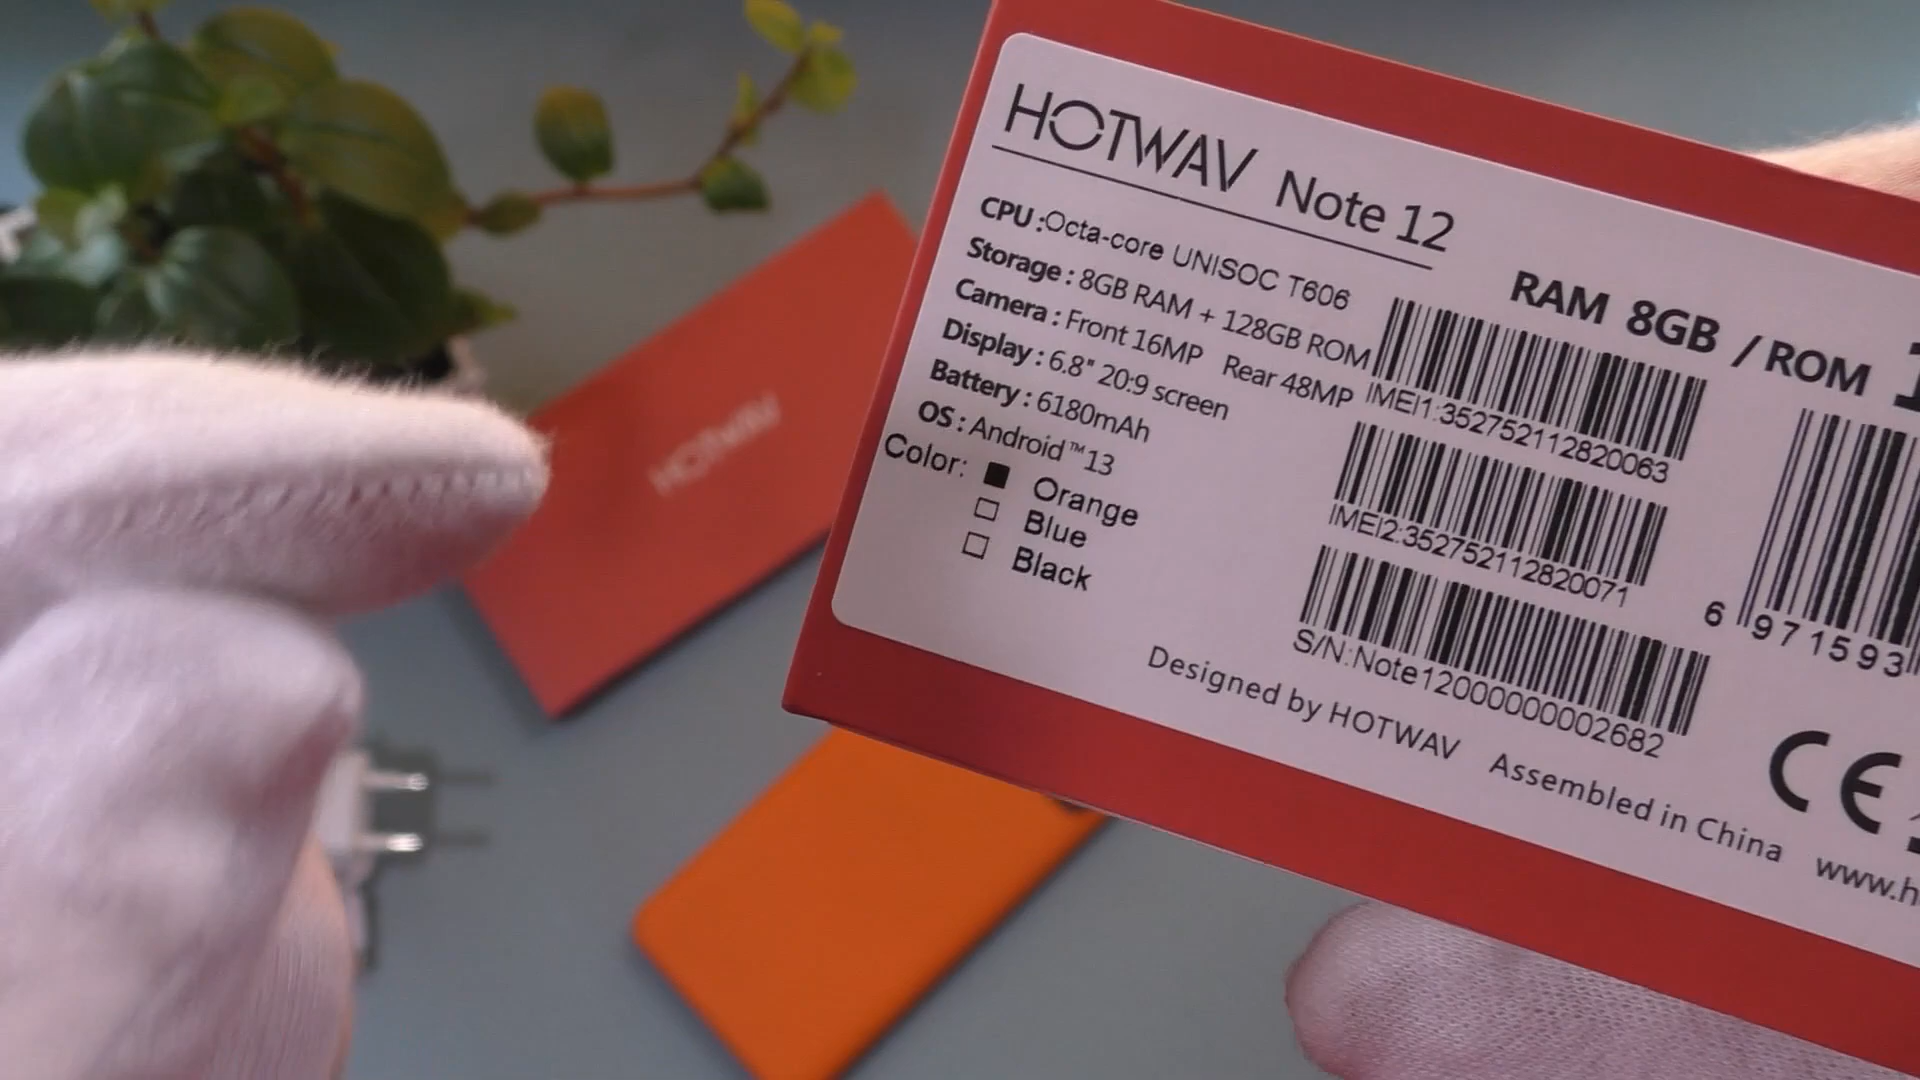 HOTWAV Note 12
CPU :Octa-core UNISOC T606
Storage : 8GB RAM + 128GB ROM
Camera : Front 16MP Rear 48MP
Display : 6.8" 20:9 screen
Battery : 6180mAh
OS : Android™13
Color: ■ Orange
□ Blue
□ Black
RAM 8GB / ROM 1
IMEI1:352752112820063
IMEI2:352752112820071
S/N:Note120000000002682
6 971593
Designed by HOTWAV Assembled in China www.h
CE
HOTWAV